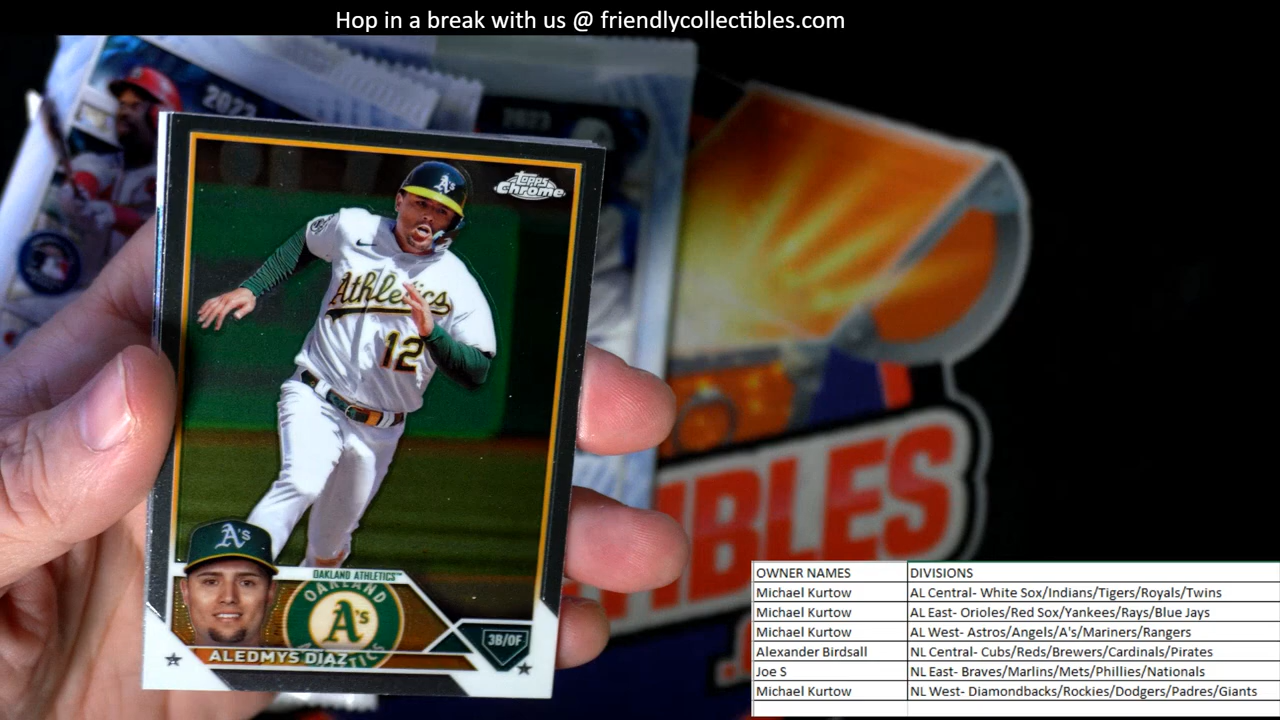 Hop in a break with us @ friendlycollectibles.com
2023
2023
Topps
Chrome
A's
Athletics
12
A's
OAKLAND ATHLETICS™
OAKLAND
A's
3B/OF
ALEDMYS DIAZ
IBLES
OWNER NAMES DIVISIONS
Michael Kurtow AL Central- White Sox/Indians/Tigers/Royals/Twins
Michael Kurtow AL East- Orioles/Red Sox/Yankees/Rays/Blue Jays
Michael Kurtow AL West- Astros/Angels/A's/Mariners/Rangers
Alexander Birdsall NL Central- Cubs/Reds/Brewers/Cardinals/Pirates
Joe S NL East- Braves/Marlins/Mets/Phillies/Nationals
Michael Kurtow NL West- Diamondbacks/Rockies/Dodgers/Padres/Giants